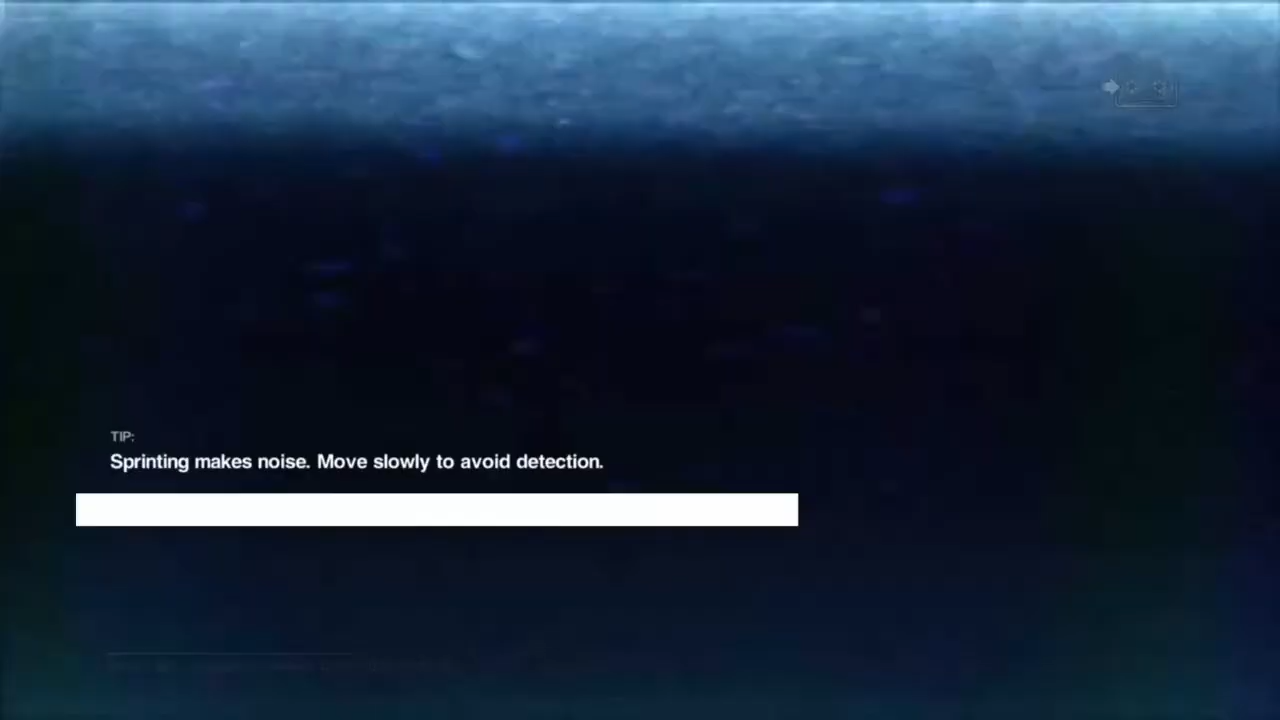 TIP:
Sprinting makes noise. Move slowly to avoid detection.